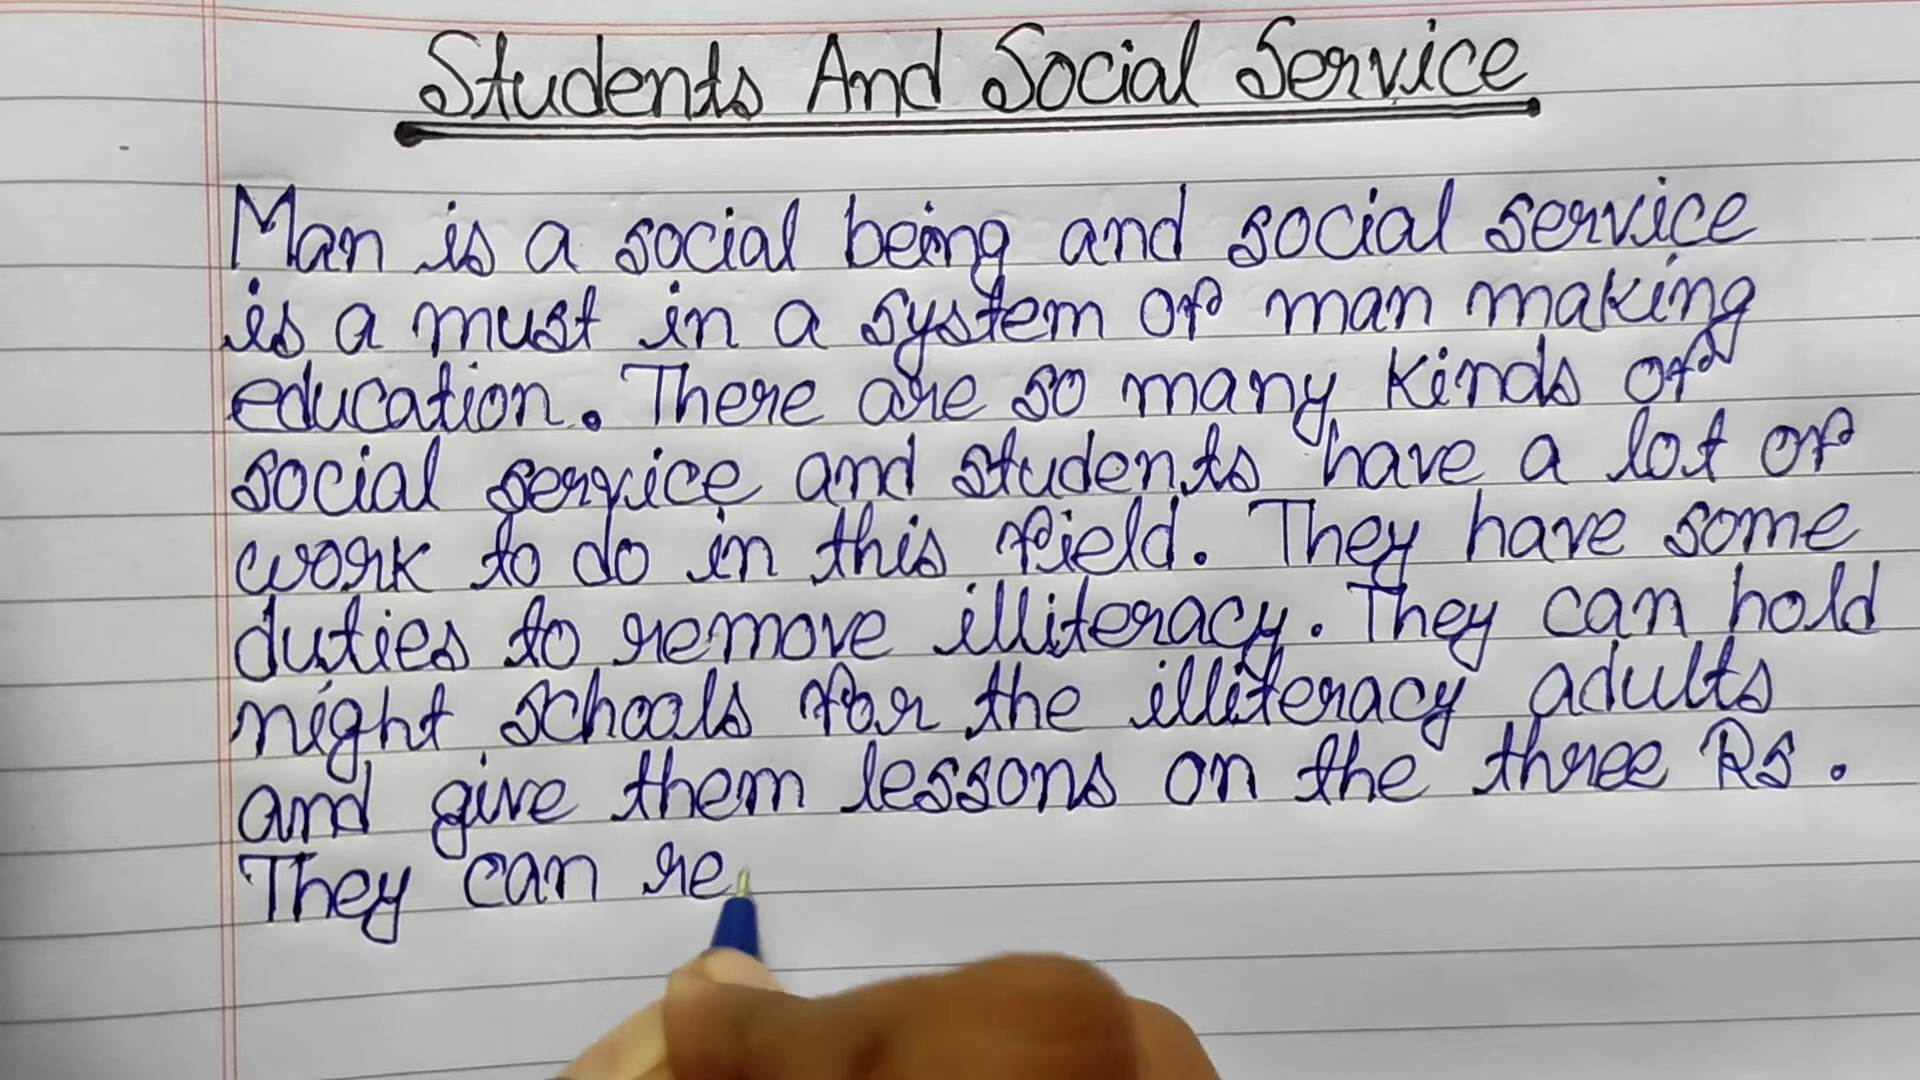 Students And Social Service
Man is a social being and social service
is a must in a system of man making
education. There are so many kinds of
social service and students have a lot of
work to do in this field. They have some
duties to remove illiteracy. They can hold
night schools for the illiteracy adults
and give them lessons on the three Rs.
They can re